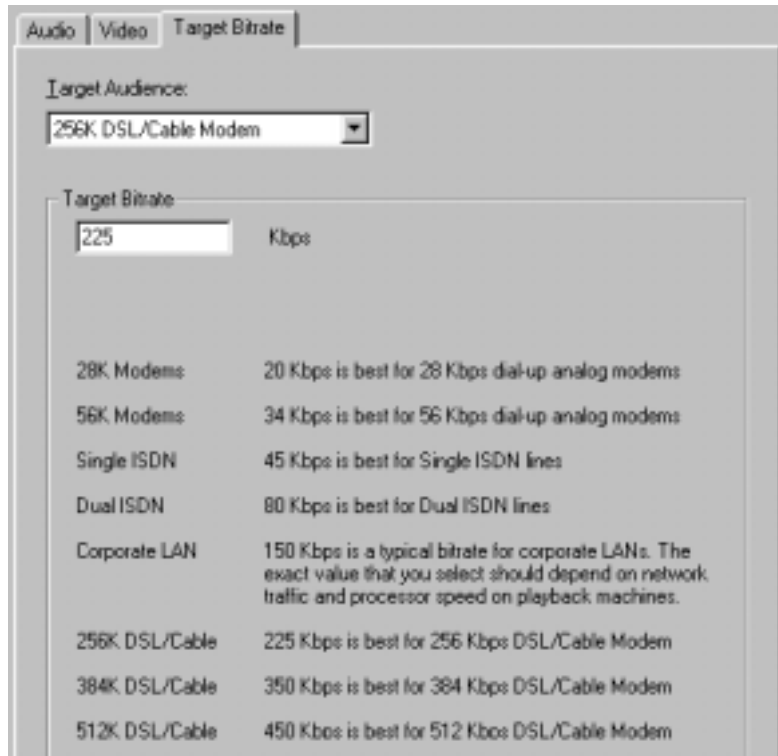 Audio Video Target Bitrate
Target Audience:
256K DSL/Cable Modem
Target Bitrate
225 Kbps
28K Modems 20 Kbps is best for 28 Kbps dial-up analog modems
56K Modems 34 Kbps is best for 56 Kbps dial-up analog modems
Single ISDN 45 Kbps is best for Single ISDN lines
Dual ISDN 80 Kbps is best for Dual ISDN lines
Corporate LAN 150 Kbps is a typical bitrate for corporate LANs. The
exact value that you select should depend on network
traffic and processor speed on playback machines.
256K DSL/Cable 225 Kbps is best for 256 Kbps DSL/Cable Modem
384K DSL/Cable 350 Kbps is best for 384 Kbps DSL/Cable Modem
512K DSL/Cable 450 Kbps is best for 512 Kbps DSL/Cable Modem